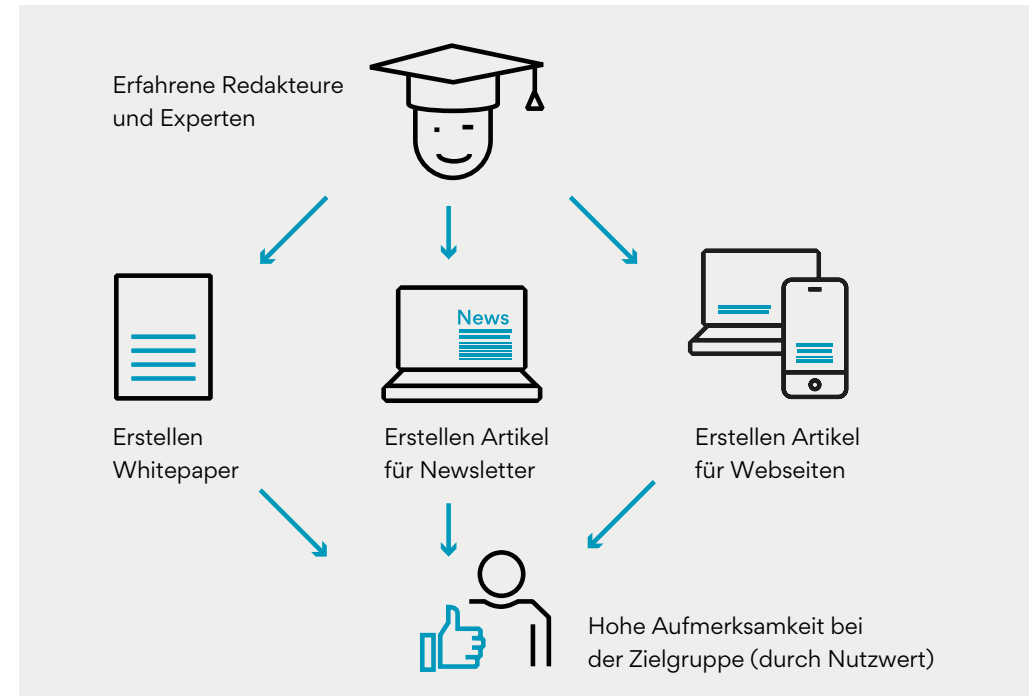 Erfahrene Redakteure
und Experten
News
Erstellen
Whitepaper
Erstellen Artikel
für Newsletter
Erstellen Artikel
für Webseiten
Hohe Aufmerksamkeit bei
der Zielgruppe (durch Nutzwert)